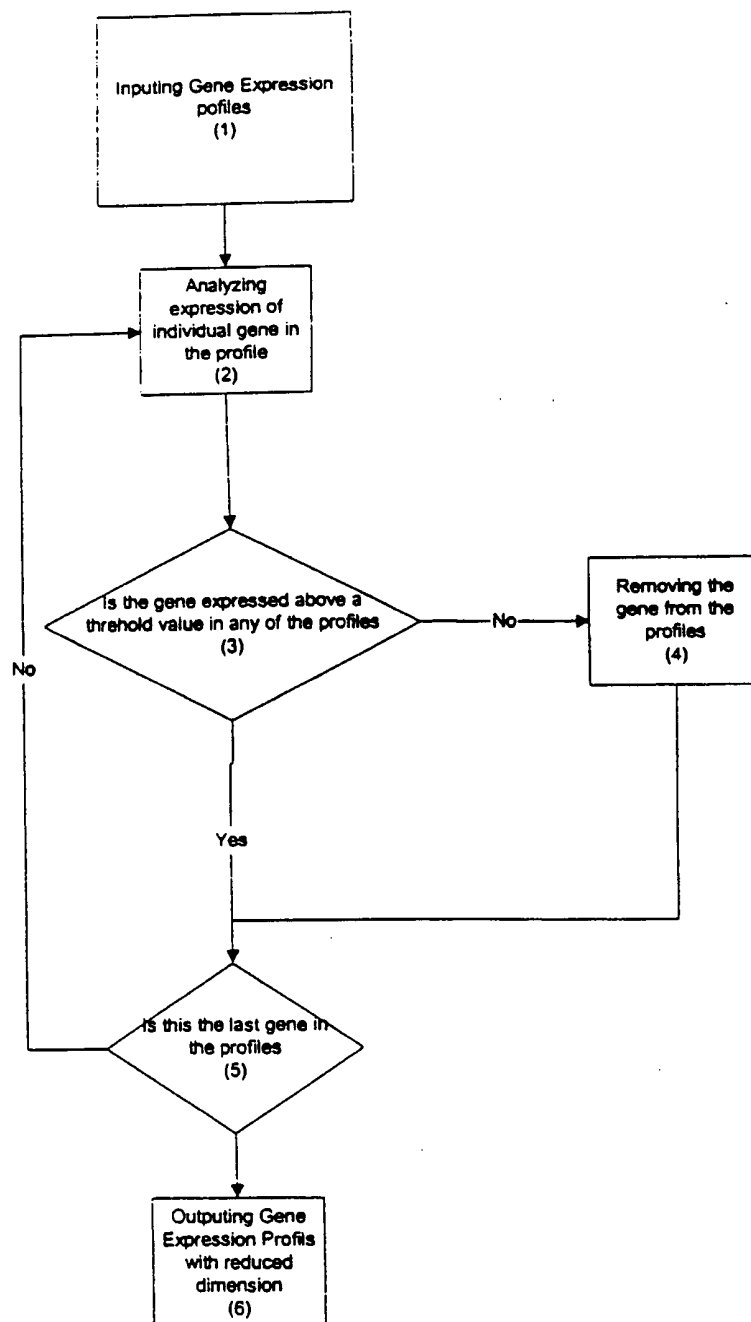 Inputing Gene Expression
pofiles
(1)
Analyzing
expression of
individual gene in
the profile
(2)
Is the gene expressed above a
threhold value in any of the profiles
(3)
No
Removing the
gene from the
profiles
(4)
No
Yes
Is this the last gene in
the profiles
(5)
Outputing Gene
Expression Profils
with reduced
dimension
(6)